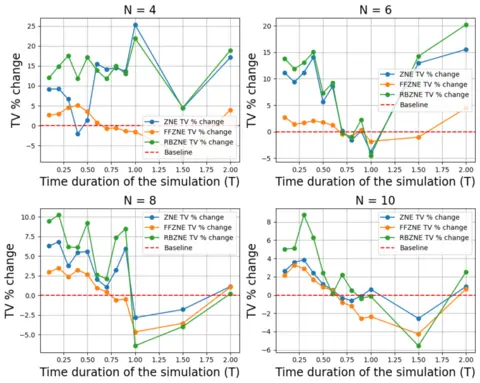 N = 4
TV % change
25
20
15
10
5
0
−5
ZNE TV % change
FFZNE TV % change
RBZNE TV % change
Baseline
0.25 0.50 0.75 1.00 1.25 1.50 1.75 2.00
Time duration of the simulation (T)
N = 6
TV % change
20
15
10
5
0
−5
ZNE TV % change
FFZNE TV % change
RBZNE TV % change
Baseline
0.25 0.50 0.75 1.00 1.25 1.50 1.75 2.00
Time duration of the simulation (T)
N = 8
TV % change
10.0
7.5
5.0
2.5
0.0
−2.5
−5.0
ZNE TV % change
FFZNE TV % change
RBZNE TV % change
Baseline
0.25 0.50 0.75 1.00 1.25 1.50 1.75 2.00
Time duration of the simulation (T)
N = 10
TV % change
8
6
4
2
0
−2
−4
−6
ZNE TV % change
FFZNE TV % change
RBZNE TV % change
Baseline
0.25 0.50 0.75 1.00 1.25 1.50 1.75 2.00
Time duration of the simulation (T)